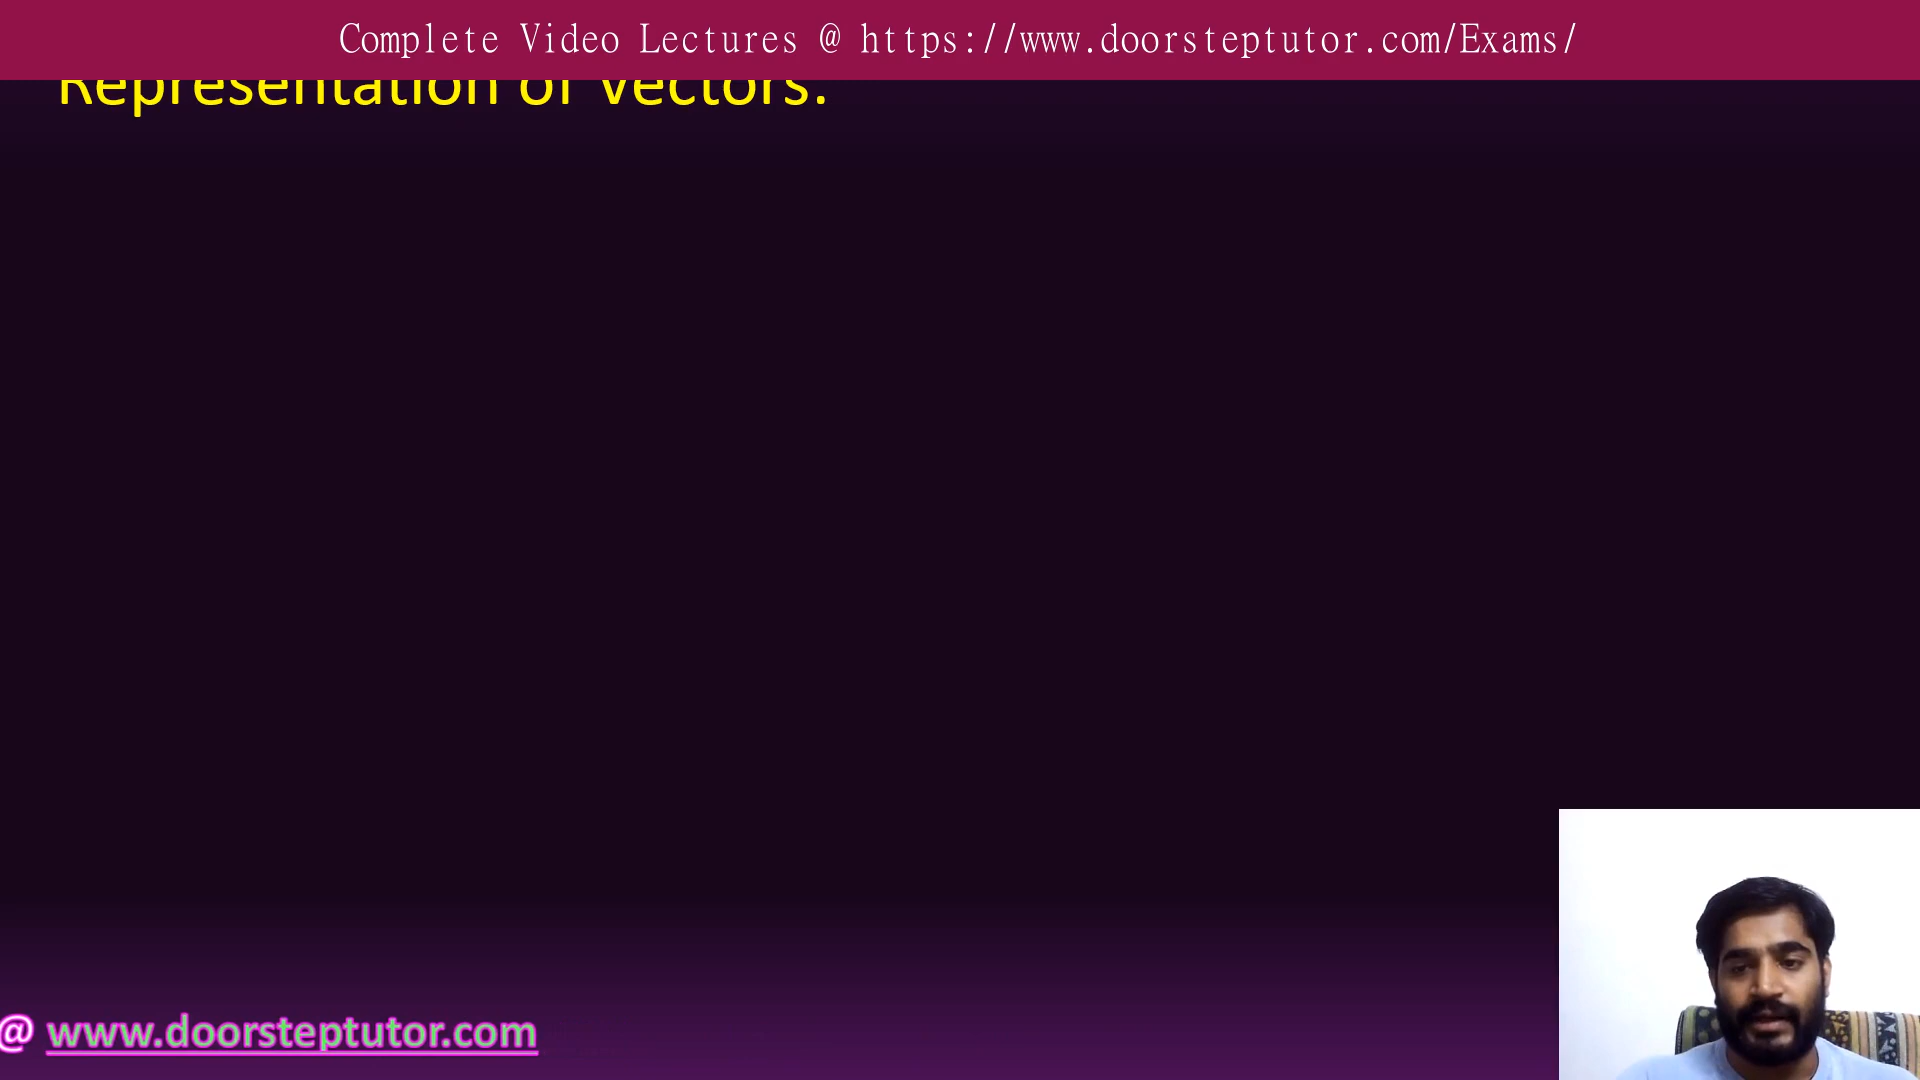 Complete Video Lectures @ https://www.doorsteptutor.com/Exams/
Representation of Vectors:
@ www.doorsteptutor.com